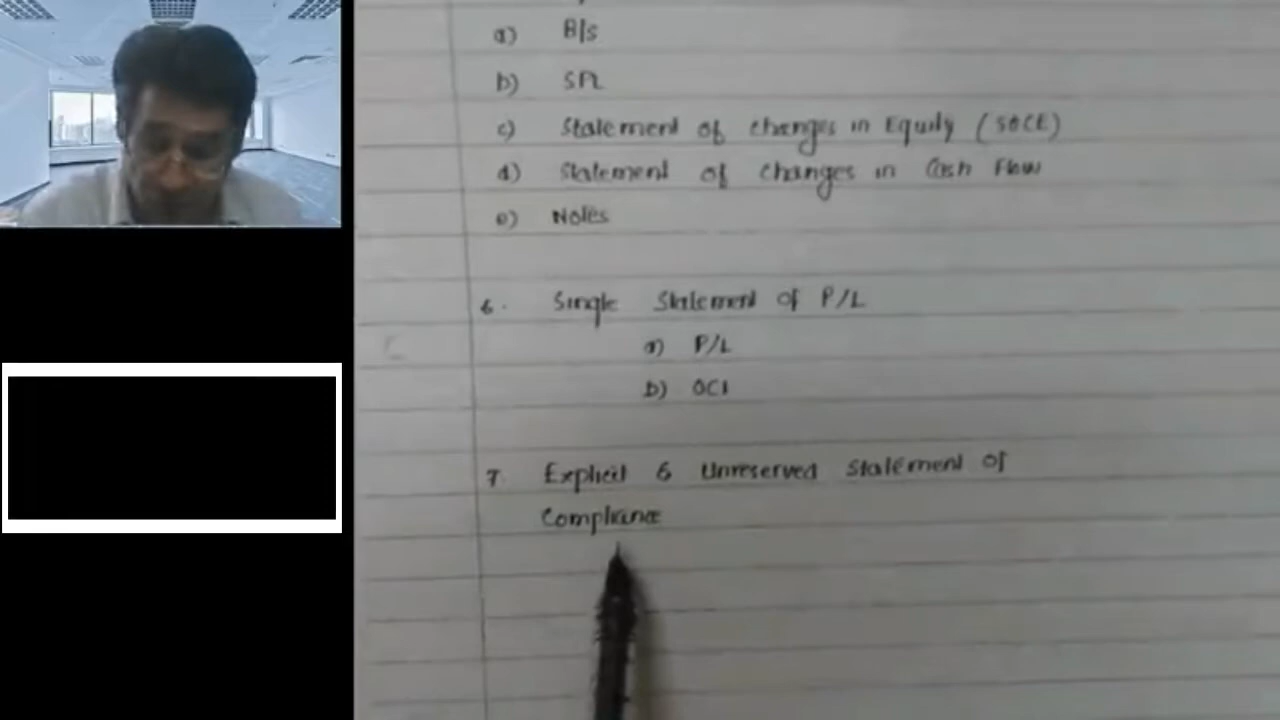 a) B/s
b) SPL
c) Statement of changes in Equity (SOCE)
d) Statement of changes in Cash Flow
e) Notes
6. Single Statement of P/L
a) P/L
b) OCI
7. Explicit & Unreserved Statement of
Compliance